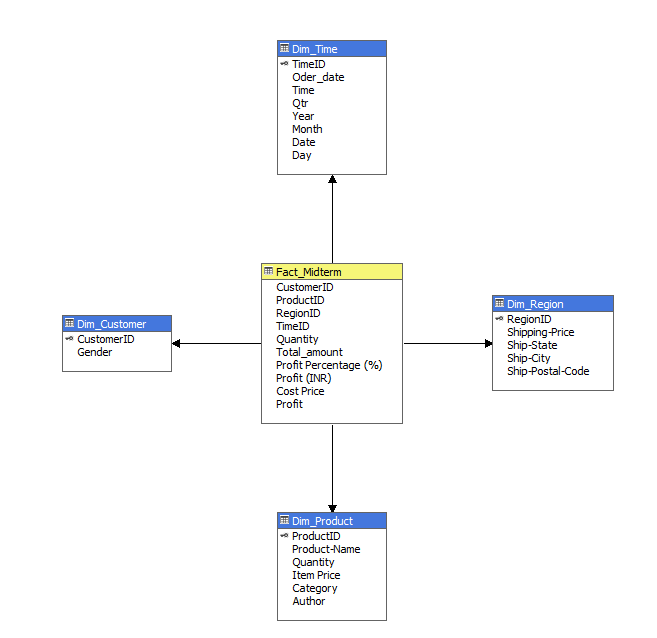 Dim_Time
TimeID
Oder_date
Time
Qtr
Year
Month
Date
Day
Fact_Midterm
CustomerID
ProductID
RegionID
TimeID
Quantity
Total_amount
Profit Percentage (%)
Profit (INR)
Cost Price
Profit
Dim_Customer
CustomerID
Gender
Dim_Region
RegionID
Shipping-Price
Ship-State
Ship-City
Ship-Postal-Code
Dim_Product
ProductID
Product-Name
Quantity
Item Price
Category
Author